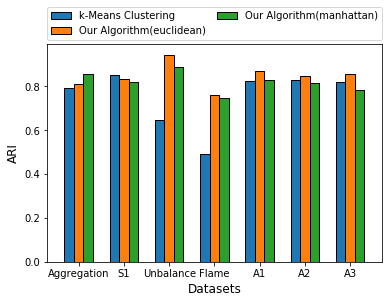 k-Means Clustering
Our Algorithm(euclidean)
Our Algorithm(manhattan)
ARI
0.8
0.6
0.4
0.2
0.0
Aggregation S1 Unbalance Flame A1 A2 A3
Datasets